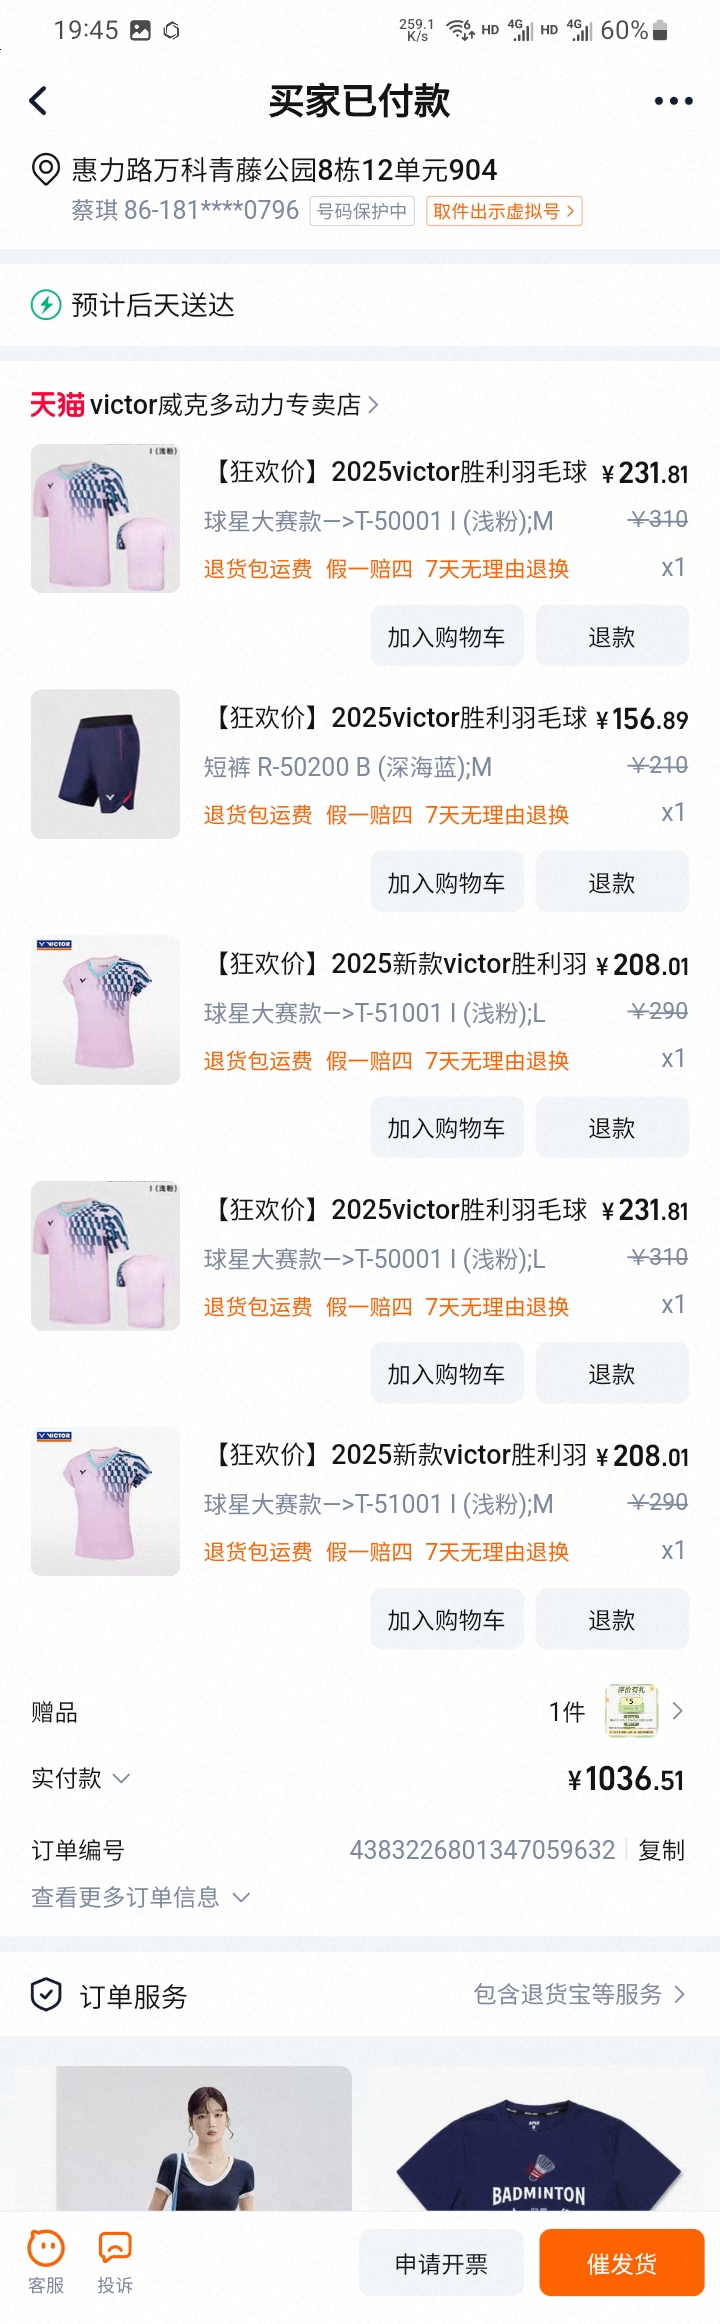 19:45 259.1 K/s 6 HD 4G HD 4G 60%
买家已付款
惠力路万科青藤公园8栋12单元904
蔡琪 86-181****0796 号码保护中 取件出示虚拟号 >
预计后天送达
天猫 victor威克多动力专卖店 >
I (浅粉)
【狂欢价】2025victor胜利羽毛球 ¥231.81
球星大赛款—>T-50001 I (浅粉);M ¥310
退货包运费 假一赔四 7天无理由退换 x1
加入购物车 退款
【狂欢价】2025victor胜利羽毛球 ¥156.89
短裤 R-50200 B (深海蓝);M ¥210
退货包运费 假一赔四 7天无理由退换 x1
加入购物车 退款
VICTOR
【狂欢价】2025新款victor胜利羽 ¥208.01
球星大赛款—>T-51001 I (浅粉);L ¥290
退货包运费 假一赔四 7天无理由退换 x1
加入购物车 退款
I (浅粉)
【狂欢价】2025victor胜利羽毛球 ¥231.81
球星大赛款—>T-50001 I (浅粉);L ¥310
退货包运费 假一赔四 7天无理由退换 x1
加入购物车 退款
VICTOR
【狂欢价】2025新款victor胜利羽 ¥208.01
球星大赛款—>T-51001 I (浅粉);M ¥290
退货包运费 假一赔四 7天无理由退换 x1
加入购物车 退款
赠品 1件 评价有礼 >
实付款 ¥1036.51
订单编号 4383226801347059632 复制
查看更多订单信息
订单服务 包含退货宝等服务 >
BADMINTON
客服 投诉 申请开票 催发货